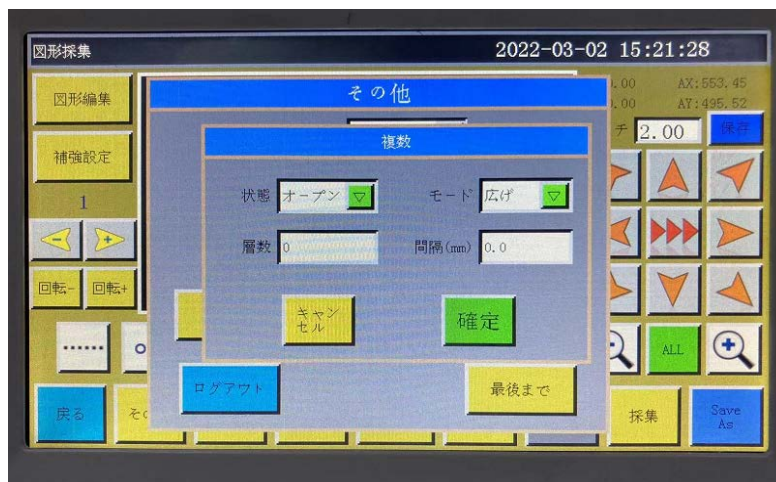 図形採集
2022-03-02 15:21:28
図形編集
その他
AX:553.45
AY:495.52
複数
チ 2.00 保存
補強設定
状態 オープン モード 広げ
1
層数 0 間隔(mm) 0.0
回転- 回転+
キャン
セル
確定
ALL
ログアウト
最後まで
戻る
採集
Save
As